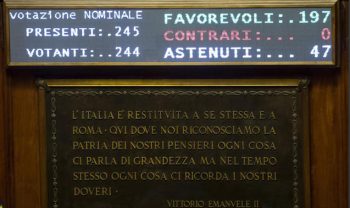 votazione NOMINALE
FAVOREVOLI:.197
PRESENTI:.245
CONTRARI:... 0
VOTANTI:..244
ASTENUTI:... 47
L'ITALIA È RESTITVITA A SE STESSA E A
ROMA · QVI DOVE NOI RICONOSCIAMO LA
PATRIA DEI NOSTRI PENSIERI OGNI COSA
CI PARLA DI GRANDEZZA MA NEL TEMPO
STESSO OGNI COSA CI RICORDA I NOSTRI
DOVERI ·
VITTORIO EMANVELE II